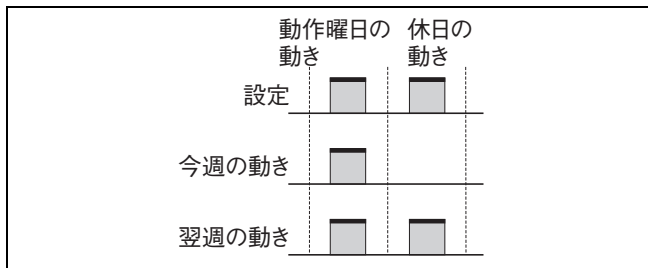 動作曜日の 休日の
動き 動き
設定
今週の動き
翌週の動き